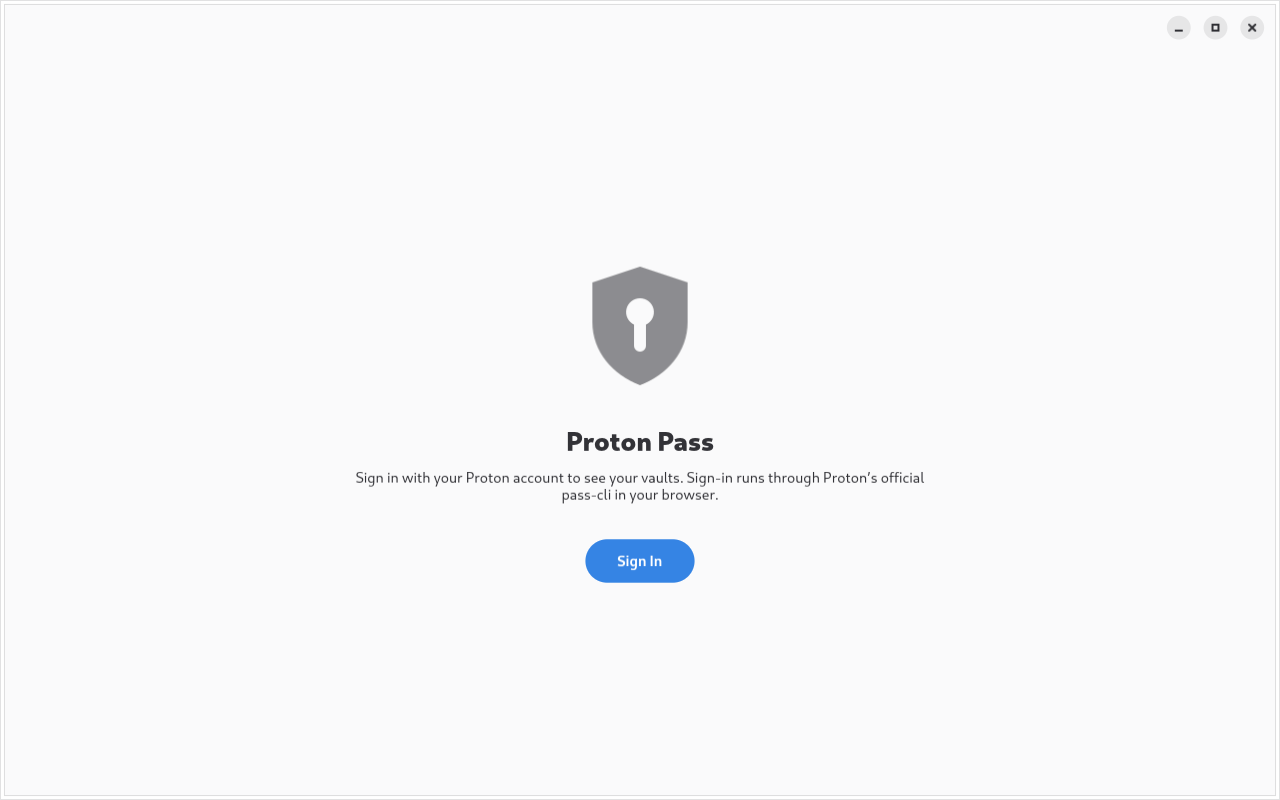 Proton Pass
Sign in with your Proton account to see your vaults. Sign-in runs through Proton’s official
pass-cli in your browser.
Sign In